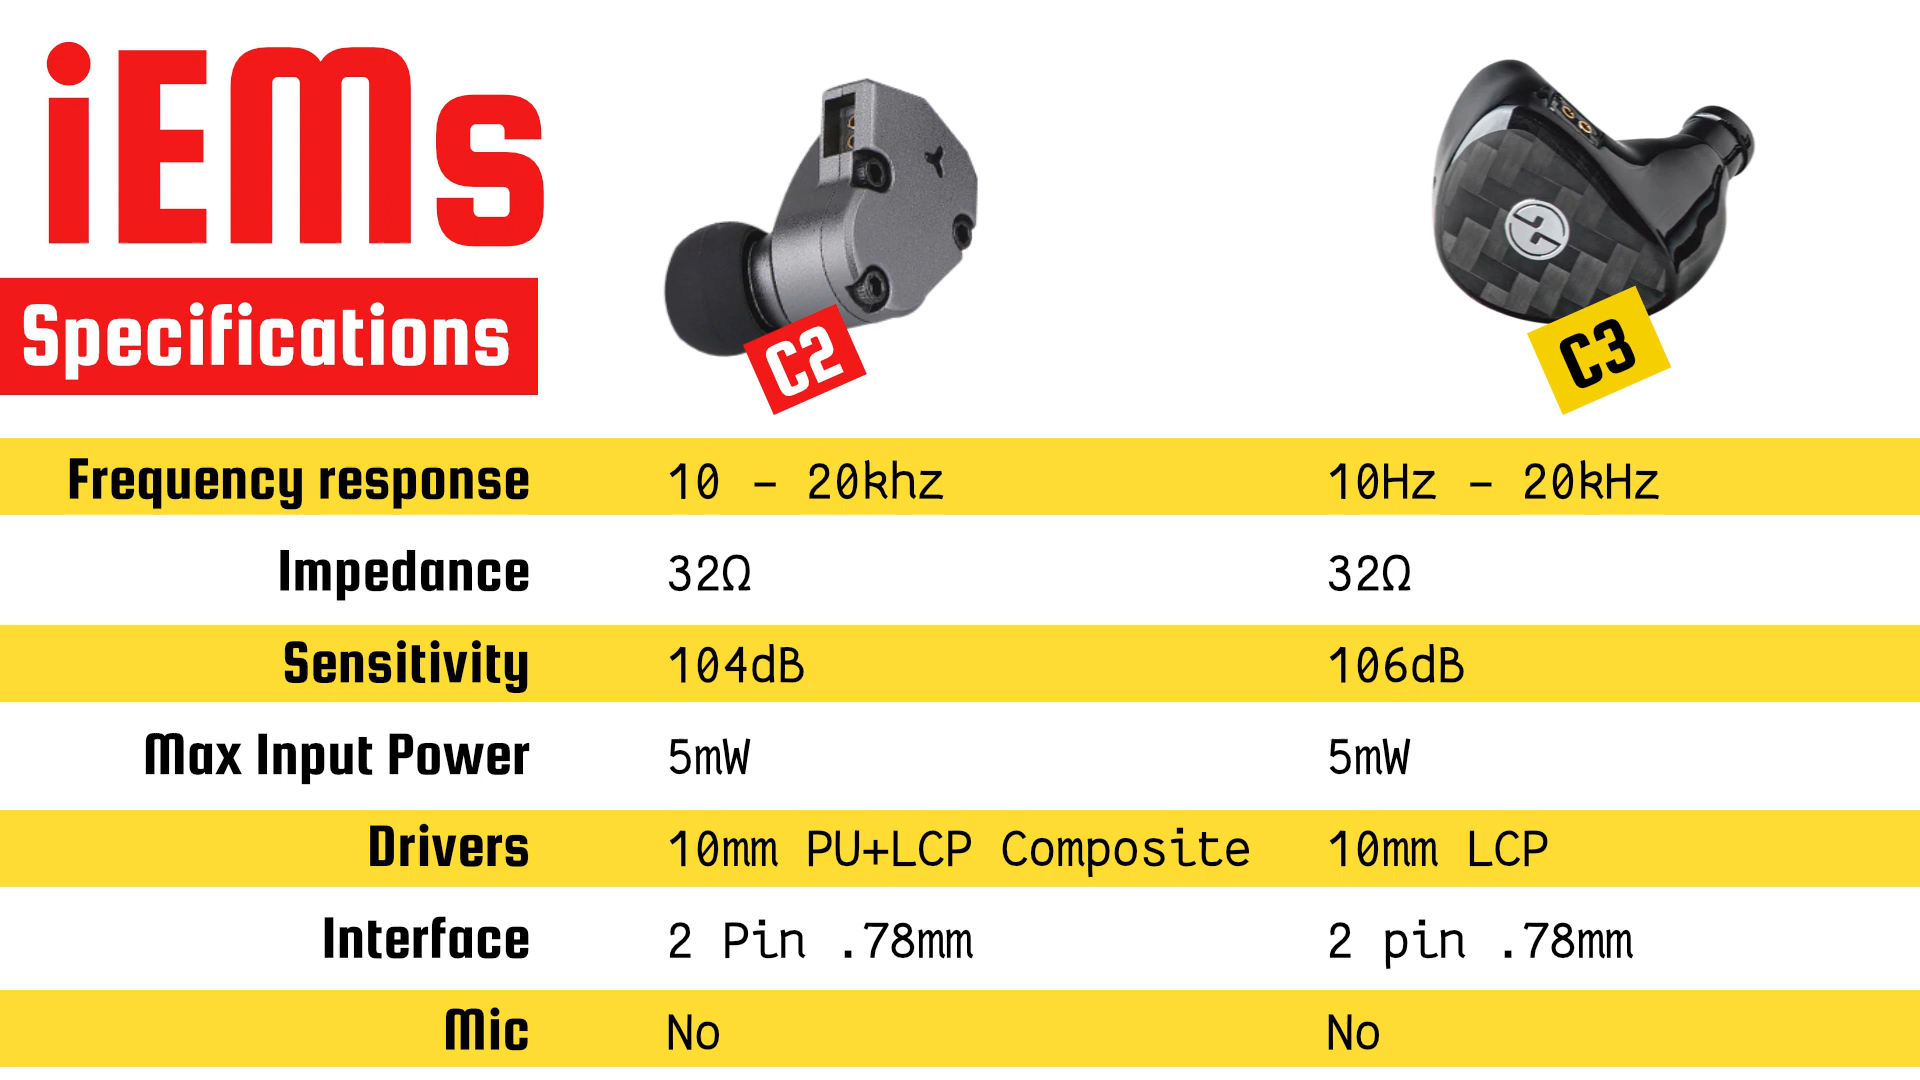 iEMs
Specifications
C2
C3
Frequency response 10 – 20khz 10Hz – 20kHz
Impedance 32Ω 32Ω
Sensitivity 104dB 106dB
Max Input Power 5mW 5mW
Drivers 10mm PU+LCP Composite 10mm LCP
Interface 2 Pin .78mm 2 pin .78mm
Mic No No